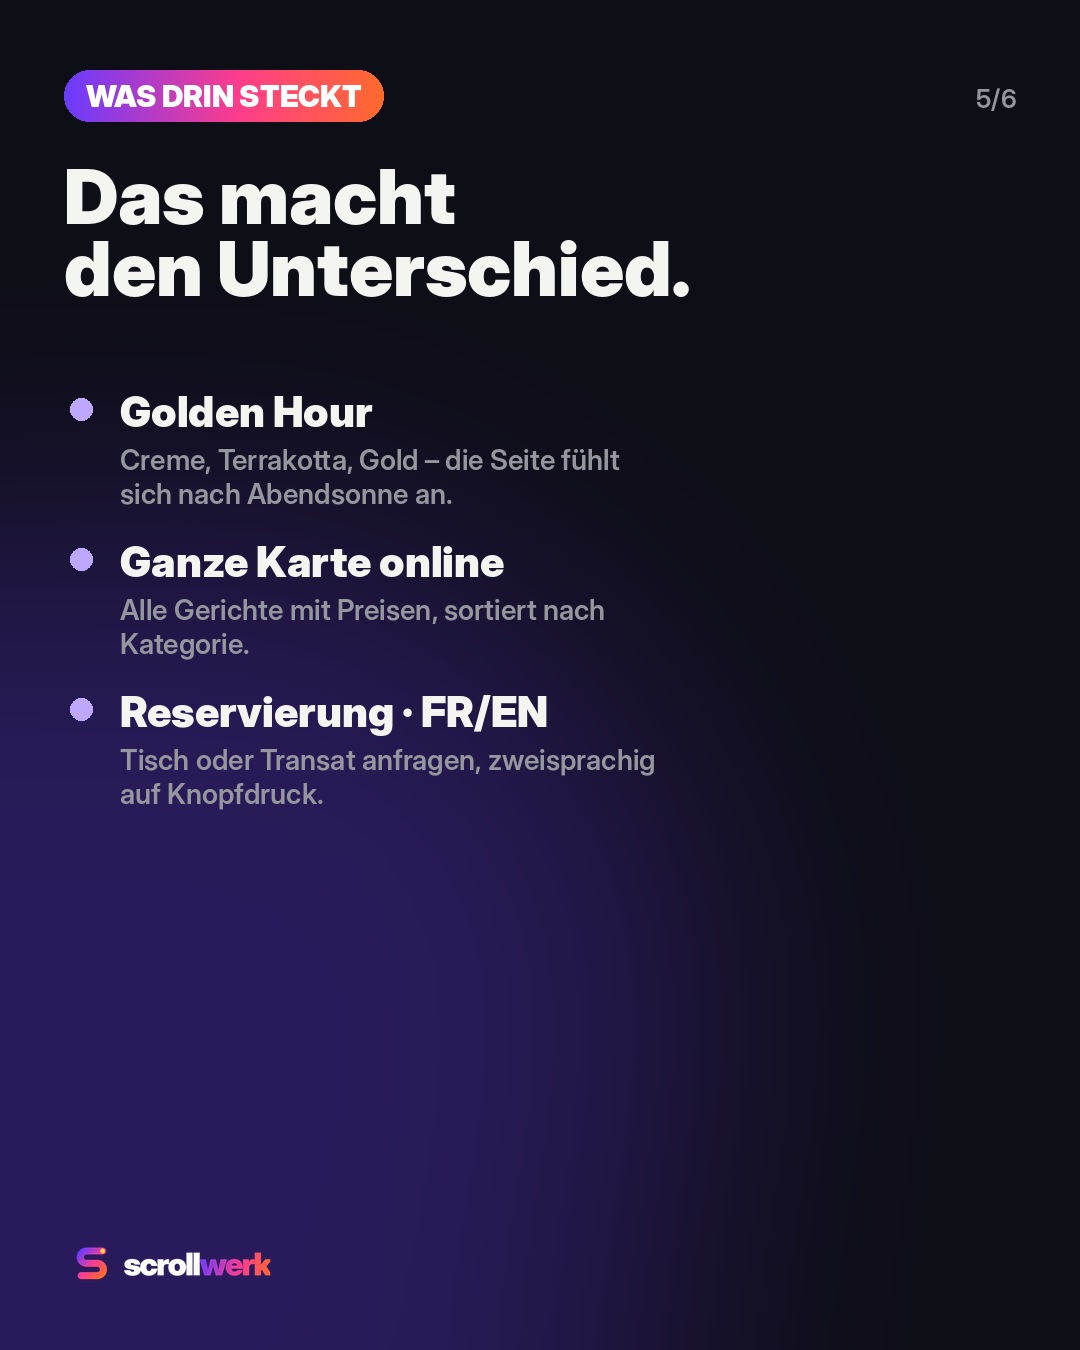 WAS DRIN STECKT
5/6
Das macht
den Unterschied.
Golden Hour
Creme, Terrakotta, Gold – die Seite fühlt
sich nach Abendsonne an.
Ganze Karte online
Alle Gerichte mit Preisen, sortiert nach
Kategorie.
Reservierung · FR/EN
Tisch oder Transat anfragen, zweisprachig
auf Knopfdruck.
scrollwerk